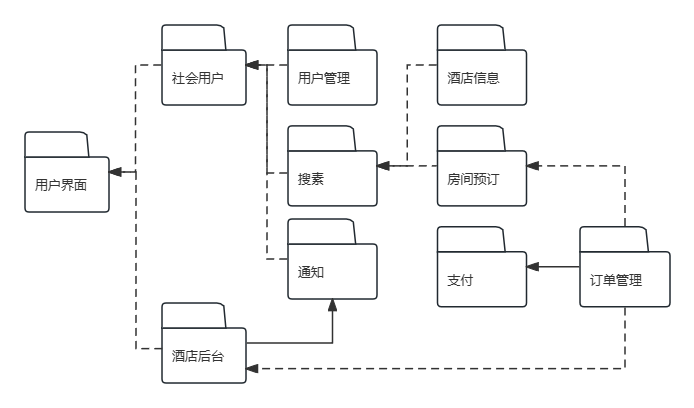 社会用户
用户管理
酒店信息
用户界面
搜素
房间预订
通知
支付
订单管理
酒店后台